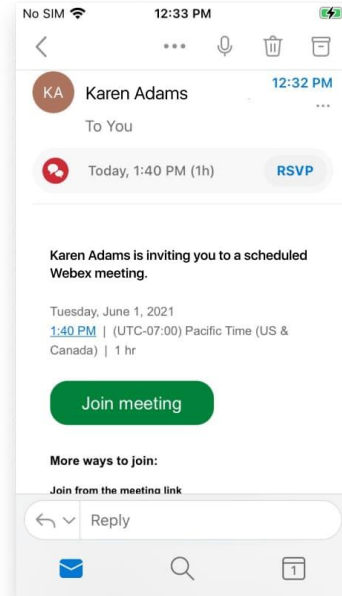 No SIM 12:33 PM
KA Karen Adams 12:32 PM
To You
Today, 1:40 PM (1h) RSVP
Karen Adams is inviting you to a scheduled
Webex meeting.
Tuesday, June 1, 2021
1:40 PM | (UTC-07:00) Pacific Time (US &
Canada) | 1 hr
Join meeting
More ways to join:
Join from the meeting link
Reply
1